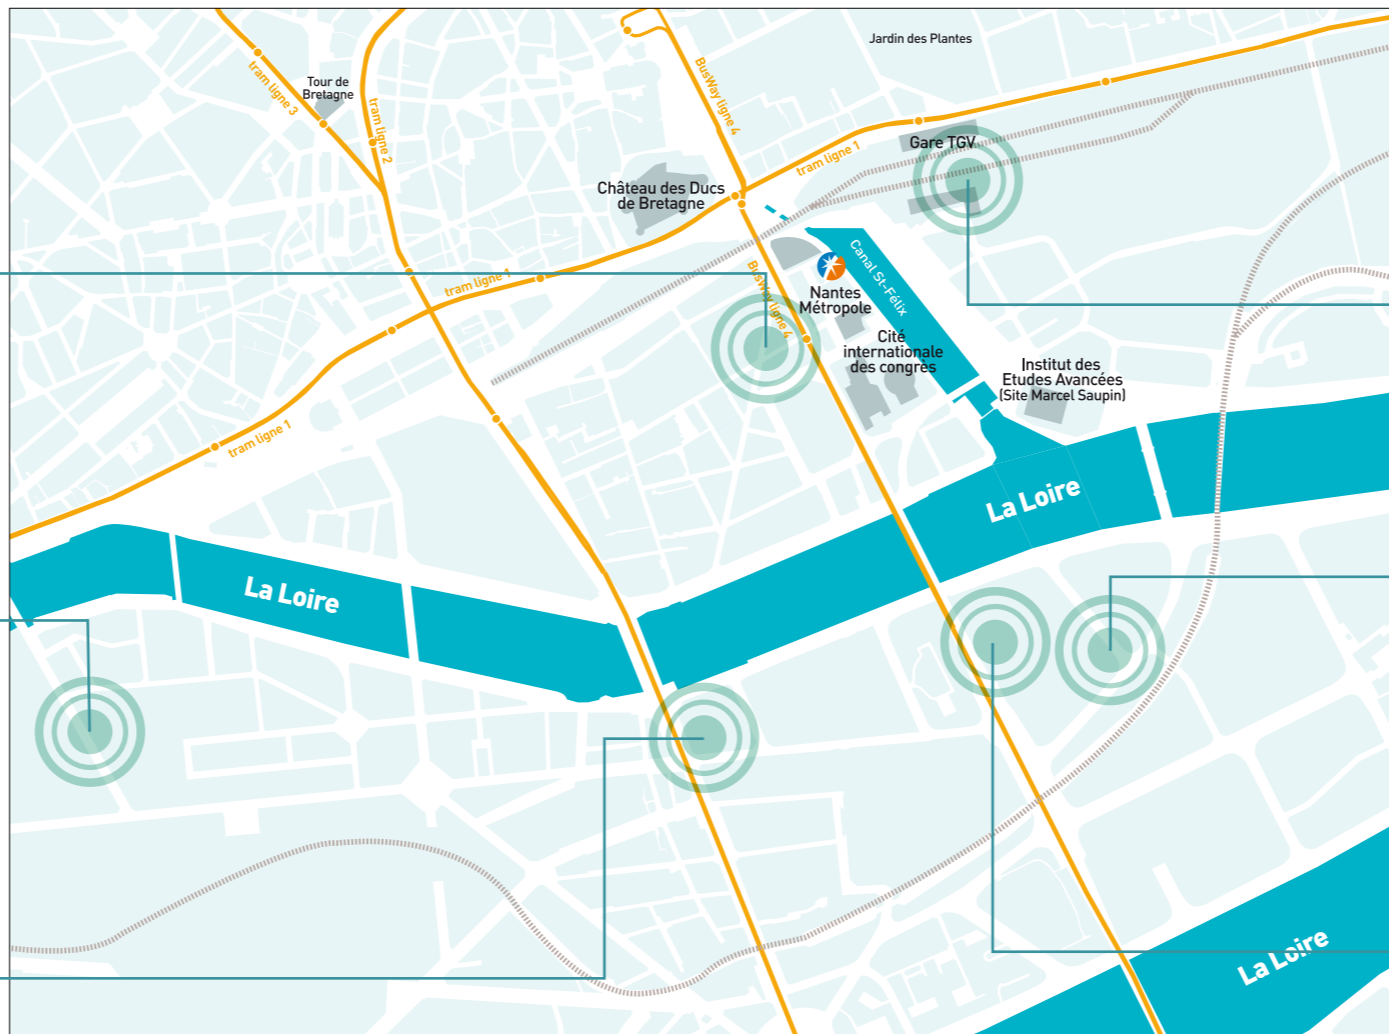 Jardin des Plantes
BusWay ligne 4
tram ligne 3
Tour de
Bretagne
tram ligne 2
Gare TGV
tram ligne 1
Château des Ducs
de Bretagne
Canal St-Félix
BusWay ligne 4
tram ligne 1
Nantes
Métropole
Cité
internationale
des congrès
Institut des
Etudes Avancées
(Site Marcel Saupin)
tram ligne 1
La Loire
La Loire
La Loire